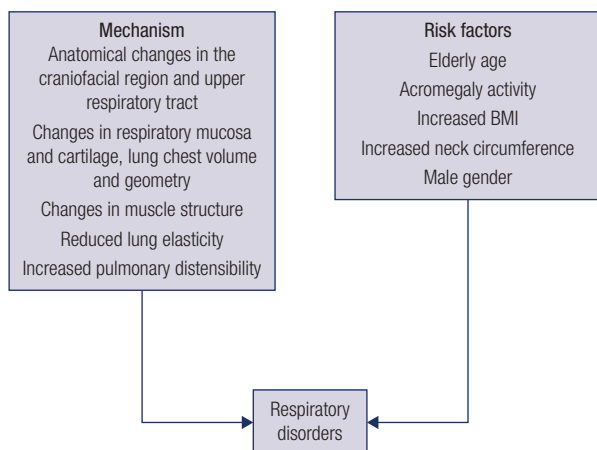 Mechanism
Anatomical changes in the
craniofacial region and upper
respiratory tract
Changes in respiratory mucosa
and cartilage, lung chest volume
and geometry
Changes in muscle structure
Reduced lung elasticity
Increased pulmonary distensibility
Risk factors
Elderly age
Acromegaly activity
Increased BMI
Increased neck circumference
Male gender
Respiratory
disorders